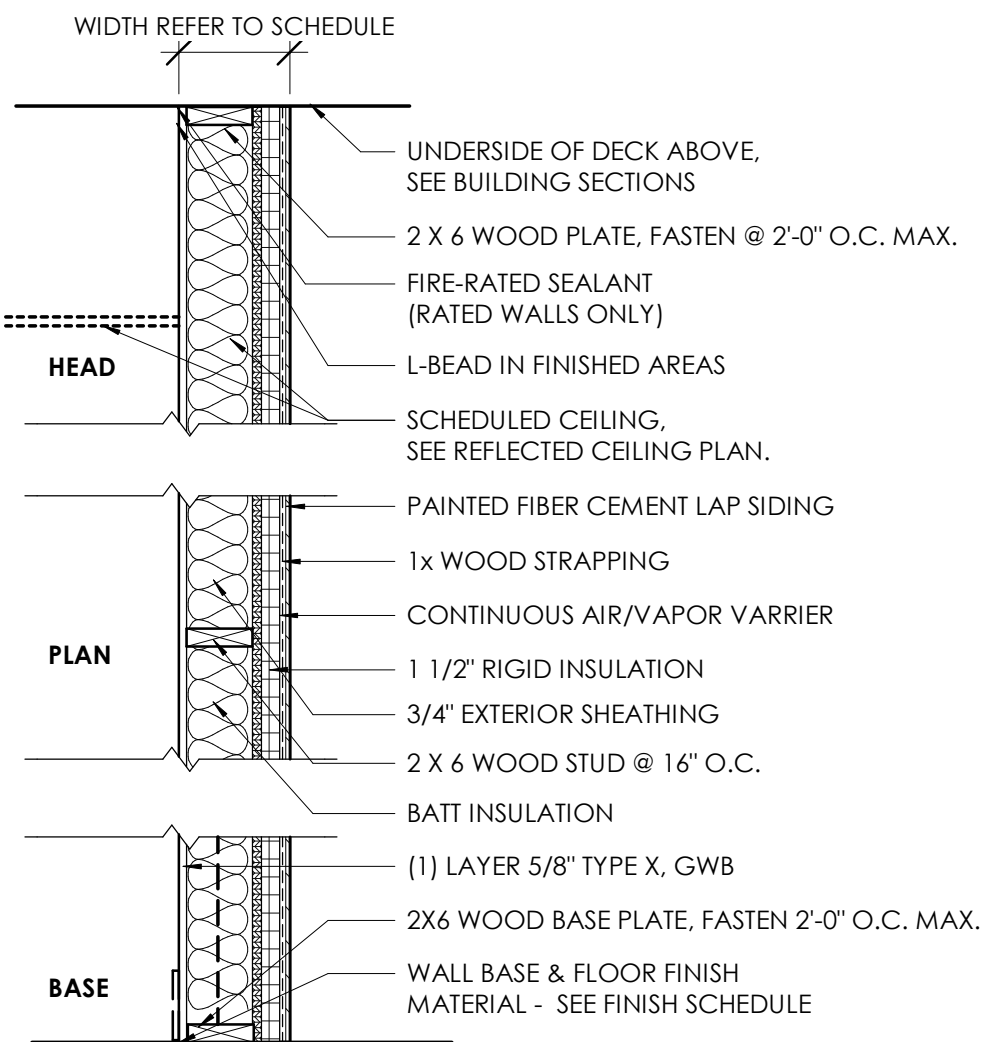 WIDTH REFER TO SCHEDULE
UNDERSIDE OF DECK ABOVE,
SEE BUILDING SECTIONS
2 X 6 WOOD PLATE, FASTEN @ 2'-0" O.C. MAX.
FIRE-RATED SEALANT
(RATED WALLS ONLY)
L-BEAD IN FINISHED AREAS
HEAD
SCHEDULED CEILING,
SEE REFLECTED CEILING PLAN.
PAINTED FIBER CEMENT LAP SIDING
1x WOOD STRAPPING
CONTINUOUS AIR/VAPOR VARRIER
PLAN
1 1/2" RIGID INSULATION
3/4" EXTERIOR SHEATHING
2 X 6 WOOD STUD @ 16" O.C.
BATT INSULATION
(1) LAYER 5/8" TYPE X, GWB
2X6 WOOD BASE PLATE, FASTEN 2'-0" O.C. MAX.
BASE
WALL BASE & FLOOR FINISH
MATERIAL - SEE FINISH SCHEDULE